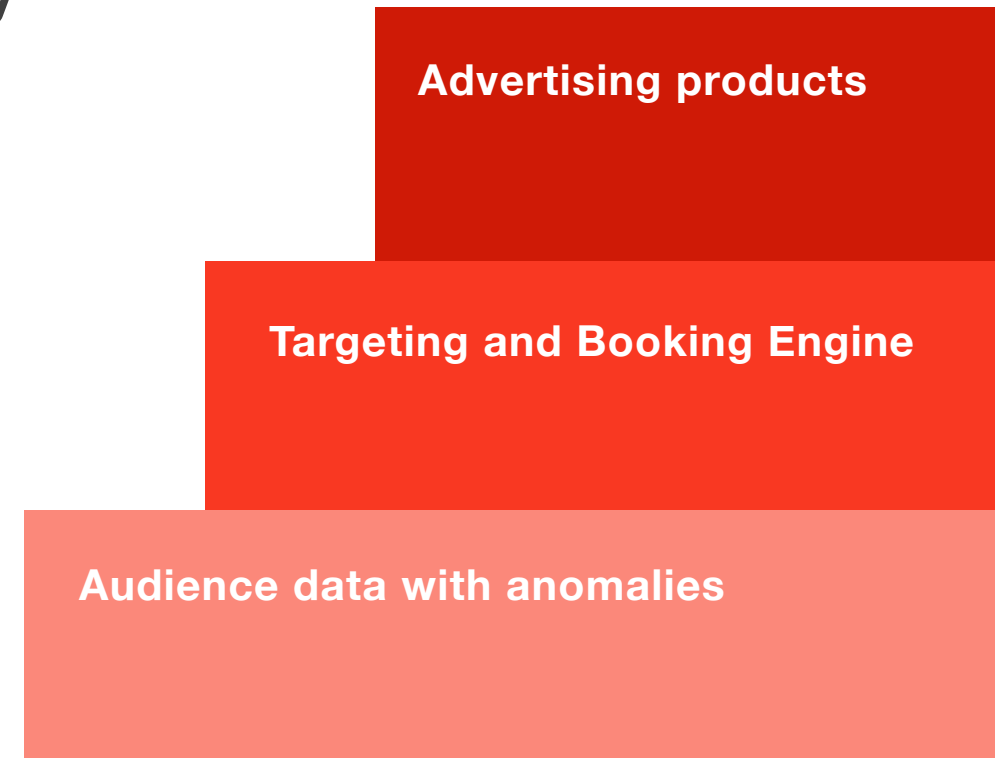 Advertising products
Targeting and Booking Engine
Audience data with anomalies